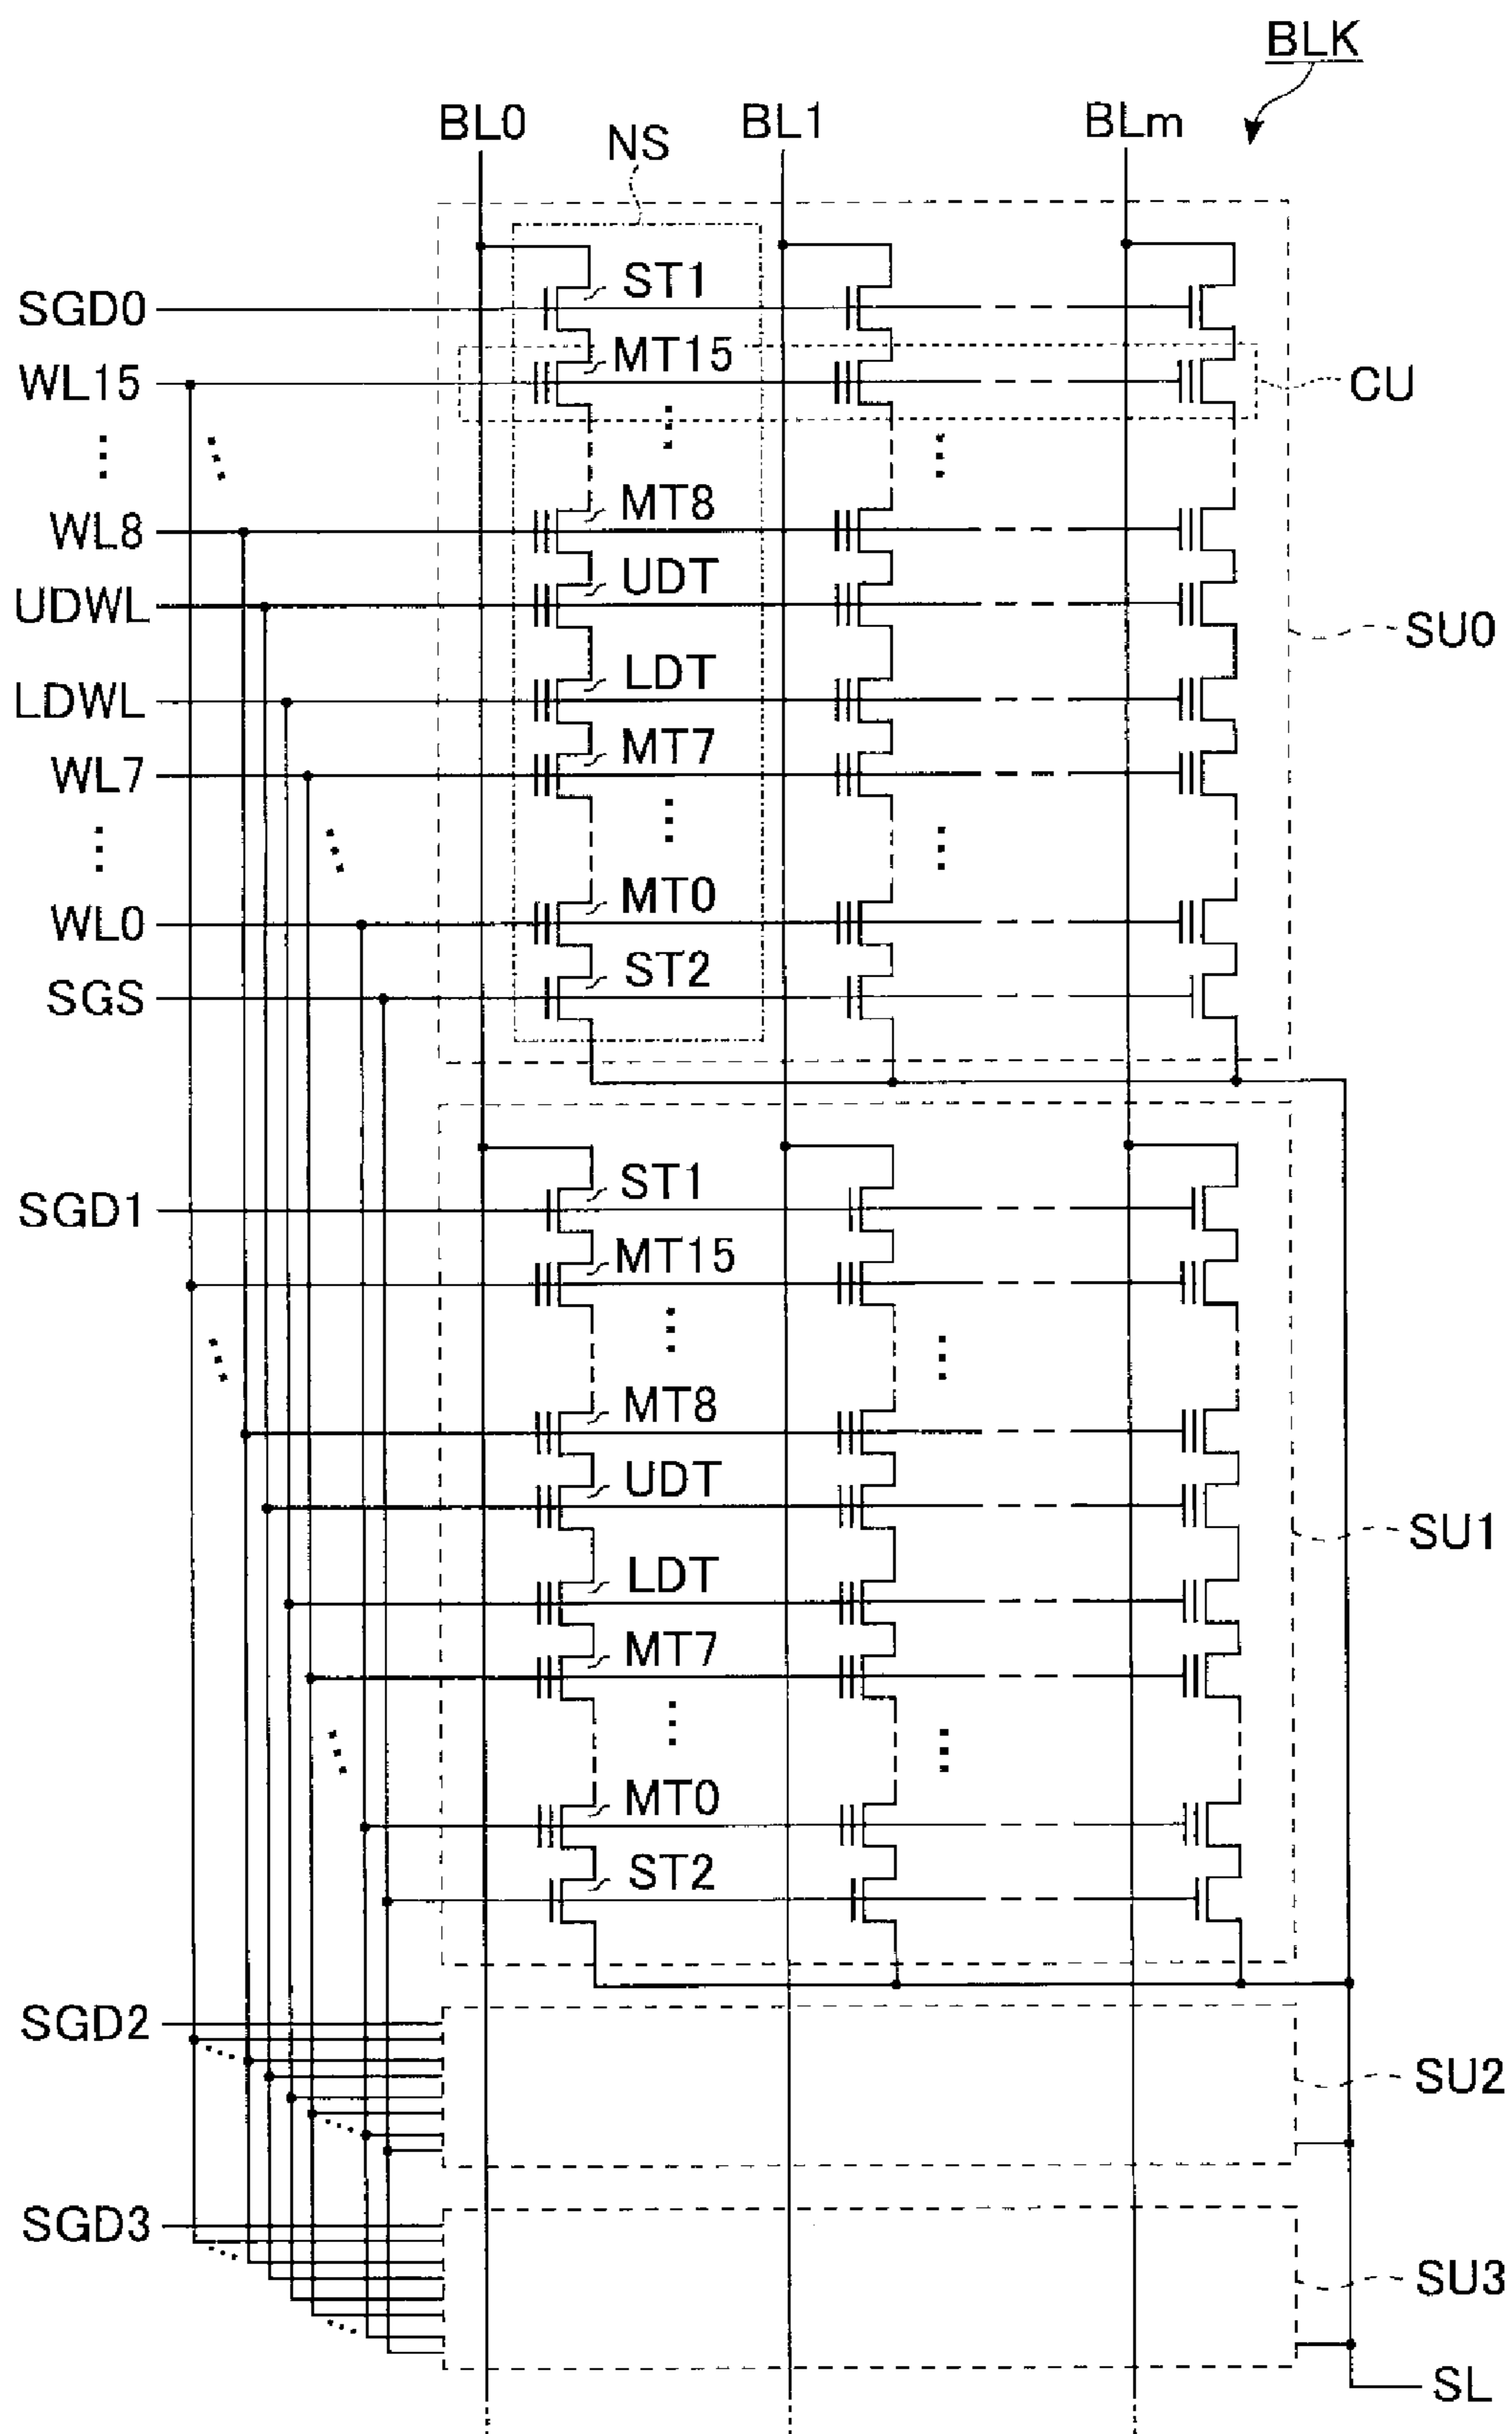 BLK
BL0 NS BL1 BLm
SGD0 ST1
WL15 MT15 CU
WL8 MT8
UDWL UDT SU0
LDWL LDT
WL7 MT7
WL0 MT0
SGS ST2
SGD1 ST1
MT15
MT8
UDT SU1
LDT
MT7
MT0
ST2
SGD2 SU2
SGD3 SU3
SL